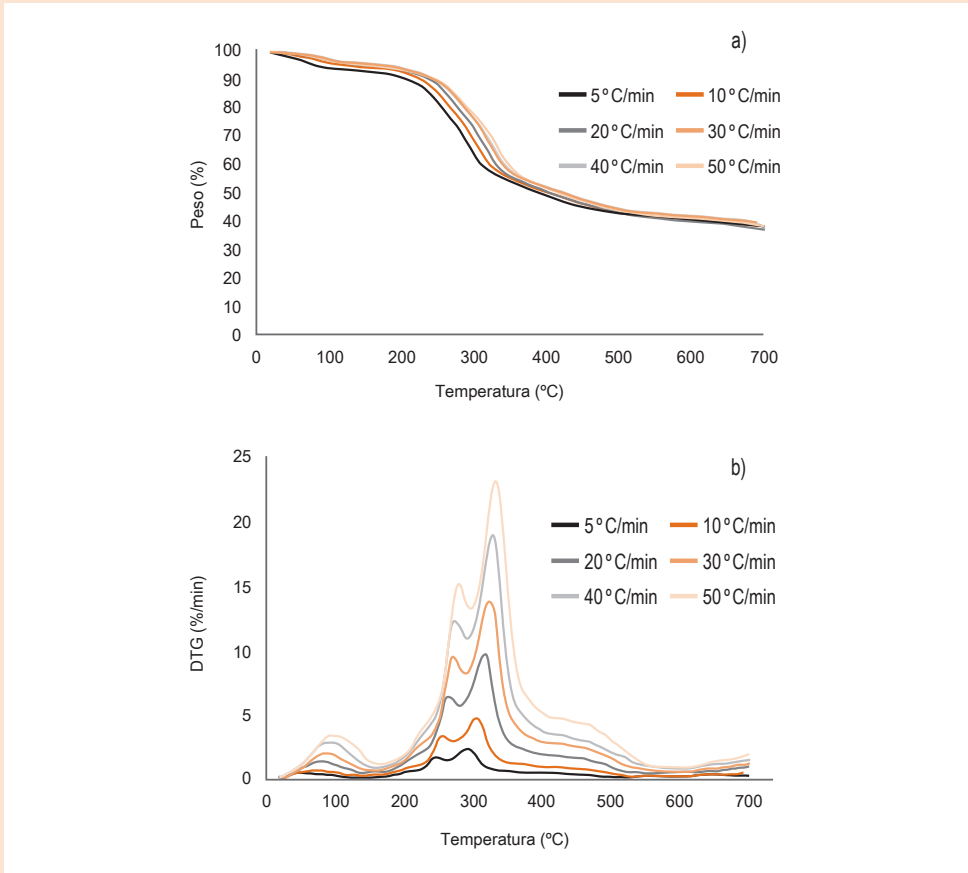 a)
100
90
80
70
60
50
40
30
20
10
0
Peso (%)
5°C/min 10°C/min
20°C/min 30°C/min
40°C/min 50°C/min
0 100 200 300 400 500 600 700
Temperatura (ºC)
b)
25
20
15
10
5
0
DTG (%/min)
5°C/min 10°C/min
20°C/min 30°C/min
40°C/min 50°C/min
0 100 200 300 400 500 600 700
Temperatura (ºC)